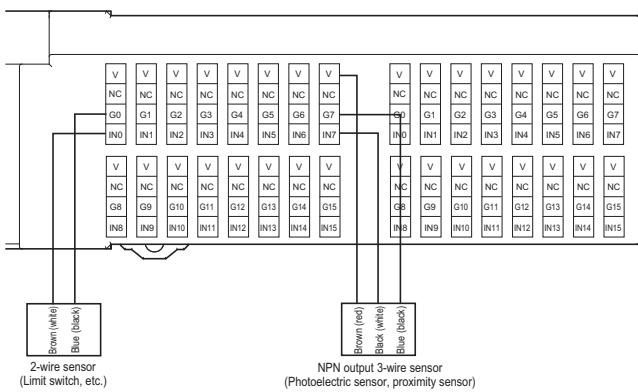 V V V V V V V V V V V V V V V V
NC NC NC NC NC NC NC NC NC NC NC NC NC NC NC NC
G0 G1 G2 G3 G4 G5 G6 G7 G0 G1 G2 G3 G4 G5 G6 G7
IN0 IN1 IN2 IN3 IN4 IN5 IN6 IN7 IN0 IN1 IN2 IN3 IN4 IN5 IN6 IN7
V V V V V V V V V V V V V V V V
NC NC NC NC NC NC NC NC NC NC NC NC NC NC NC NC
G8 G9 G10 G11 G12 G13 G14 G15 G8 G9 G10 G11 G12 G13 G14 G15
IN8 IN9 IN10 IN11 IN12 IN13 IN14 IN15 IN8 IN9 IN10 IN11 IN12 IN13 IN14 IN15
Brown (white)
Blue (black)
2-wire sensor
(Limit switch, etc.)
Brown (red)
Black (white)
Blue (black)
NPN output 3-wire sensor
(Photoelectric sensor, proximity sensor)